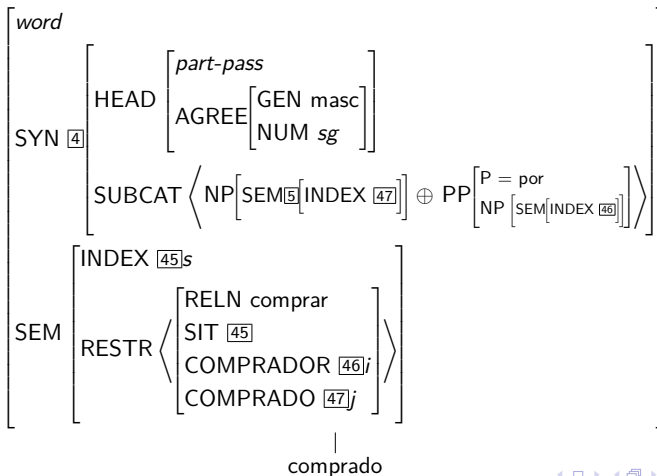 word
SYN 4
HEAD
part-pass
AGREE
GEN masc
NUM sg
SUBCAT ⟨ NP[SEM 5 [INDEX 47]] ⊕ PP
P = por
NP [SEM[INDEX 46]] ⟩
SEM
INDEX 45 s
RESTR
RELN comprar
SIT 45
COMPRADOR 46 i
COMPRADO 47 j
comprado